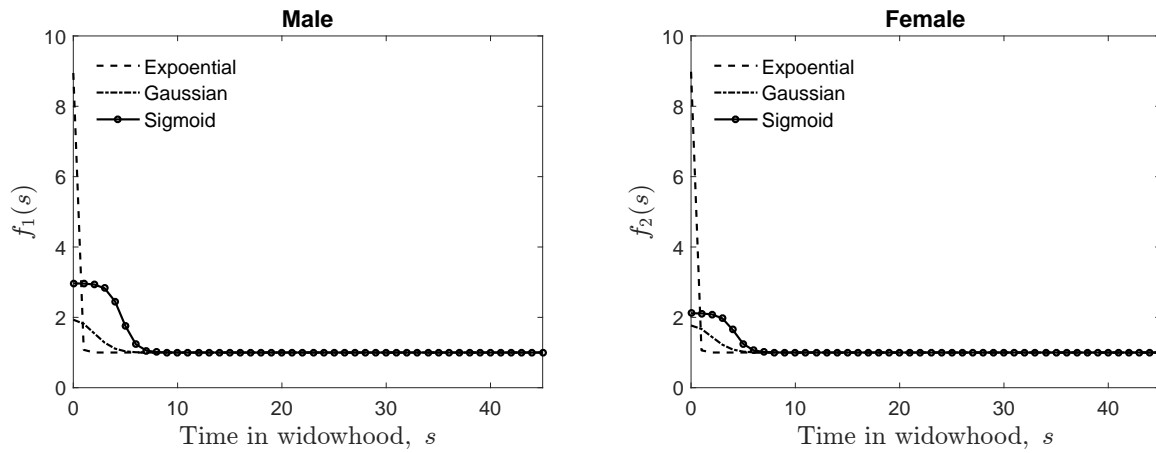 Male
10
8
6
4
2
0
f₁(s)
Expoential
Gaussian
Sigmoid
0 10 20 30 40
Time in widowhood, s
Female
10
8
6
4
2
0
f₂(s)
Expoential
Gaussian
Sigmoid
0 10 20 30 40
Time in widowhood, s